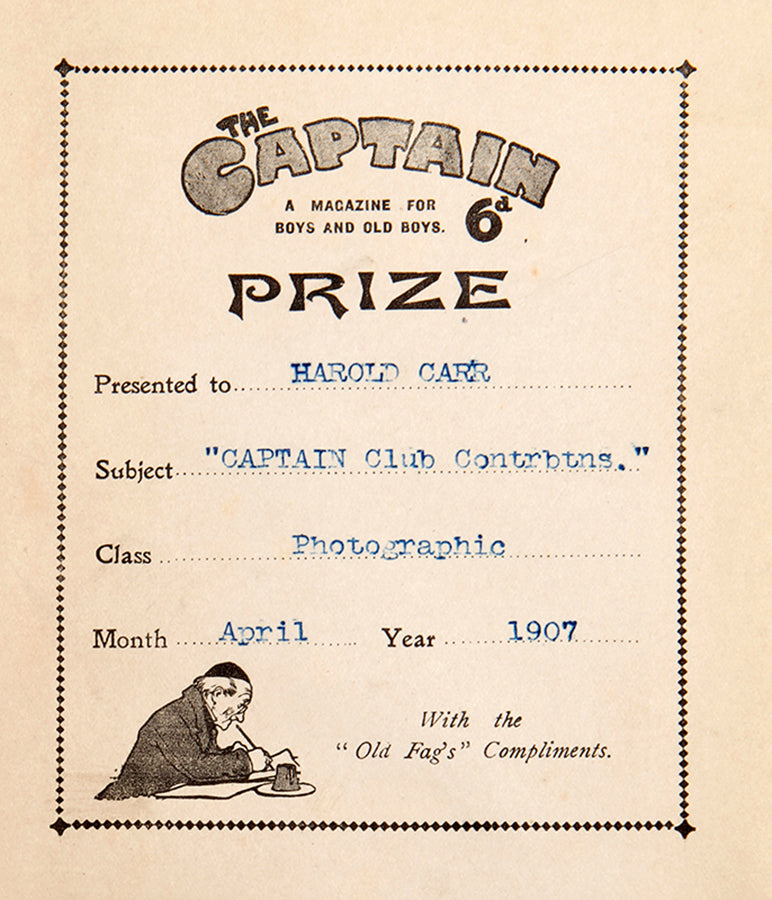 THE
CAPTAIN
A MAGAZINE FOR
BOYS AND OLD BOYS. 6d
PRIZE
Presented to HAROLD CARR
Subject "CAPTAIN Club Contrbtns."
Class Photographic
Month April Year 1907
With the
"Old Fag's" Compliments.